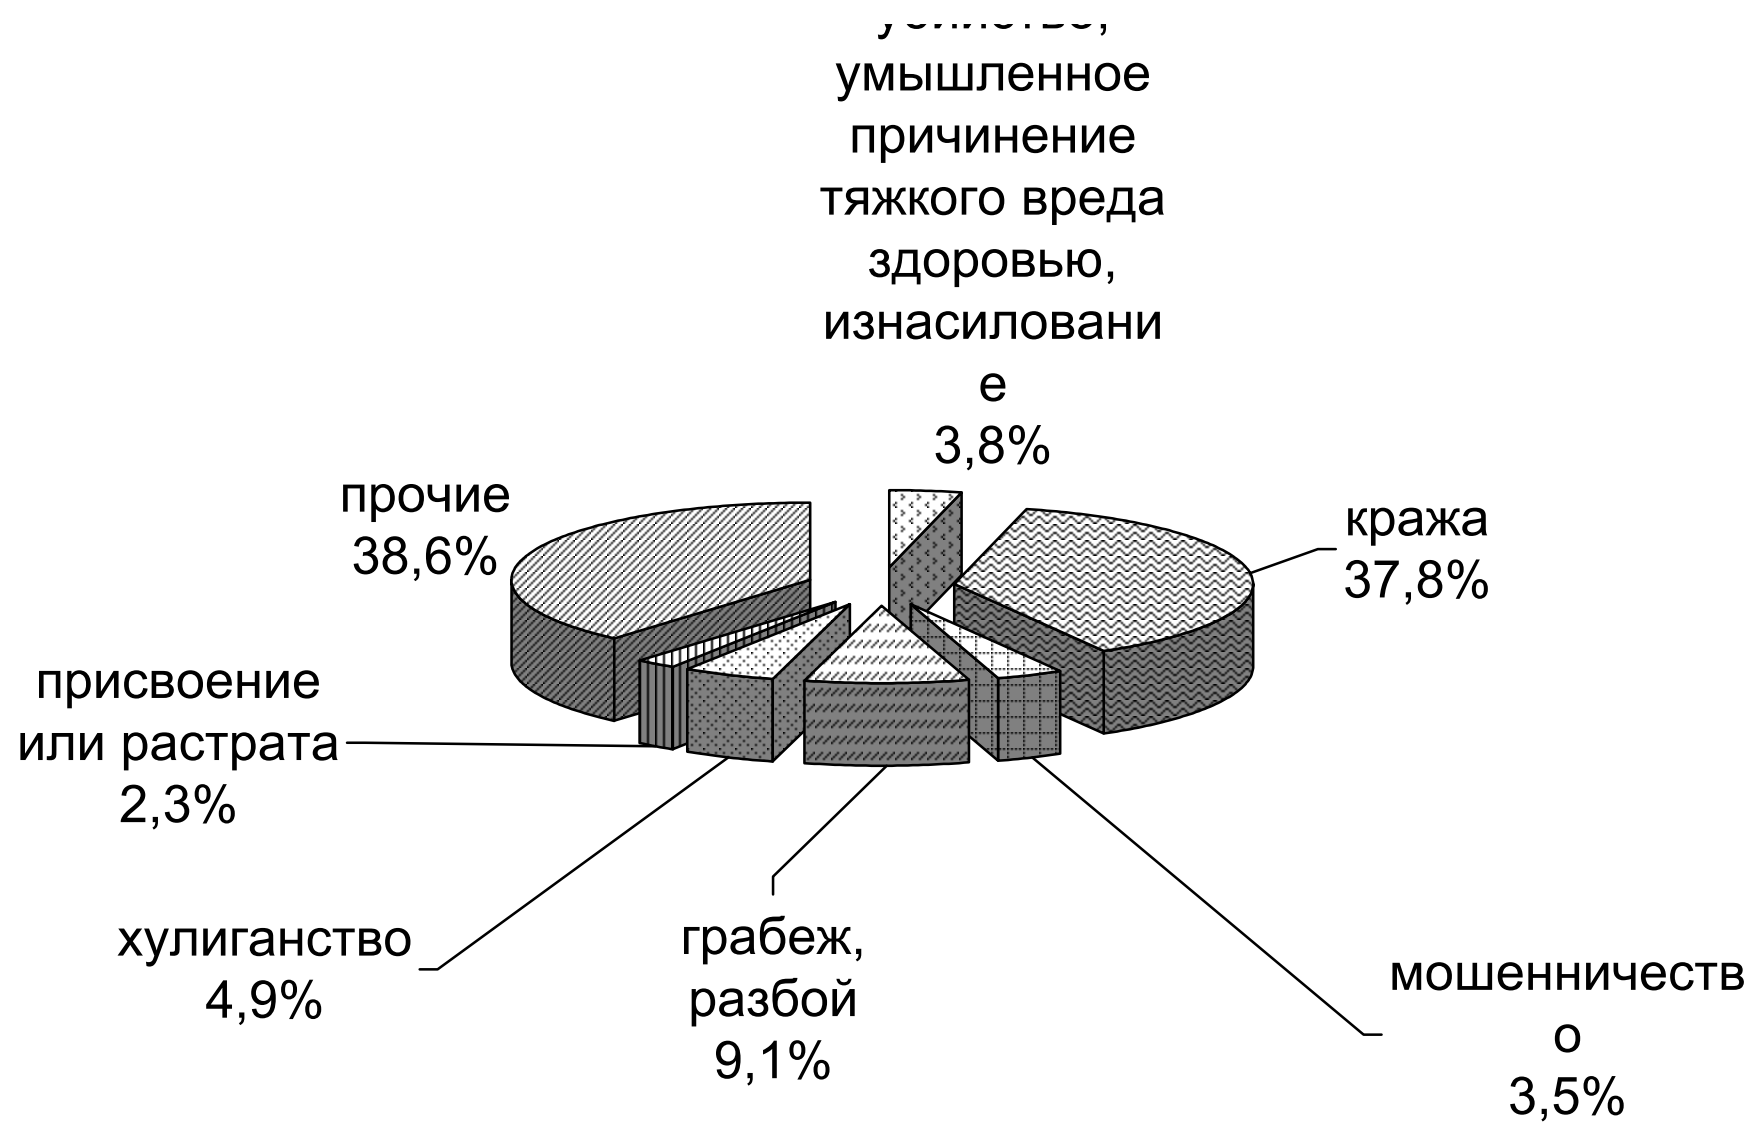 умышленное
причинение
тяжкого вреда
здоровью,
изнасиловани
е
3,8%
прочие
38,6%
кража
37,8%
присвоение
или растрата
2,3%
хулиганство
4,9%
грабеж,
разбой
9,1%
мошенничеств
о
3,5%